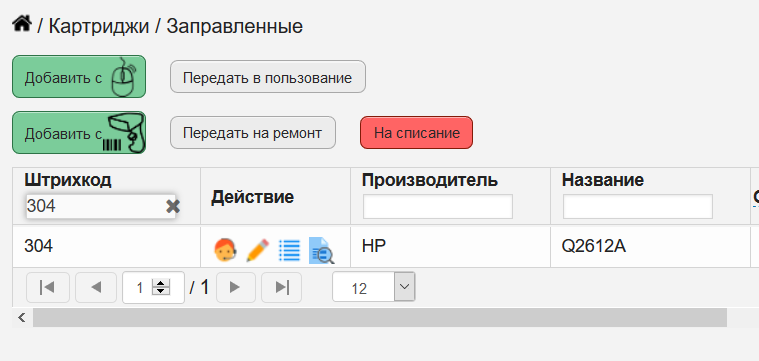 / Картриджи / Заправленные
Добавить с
Передать в пользование
Добавить с
Передать на ремонт
На списание
Штрихкод
Действие
Производитель
Название
304
304
HP
Q2612A
1
/ 1
12